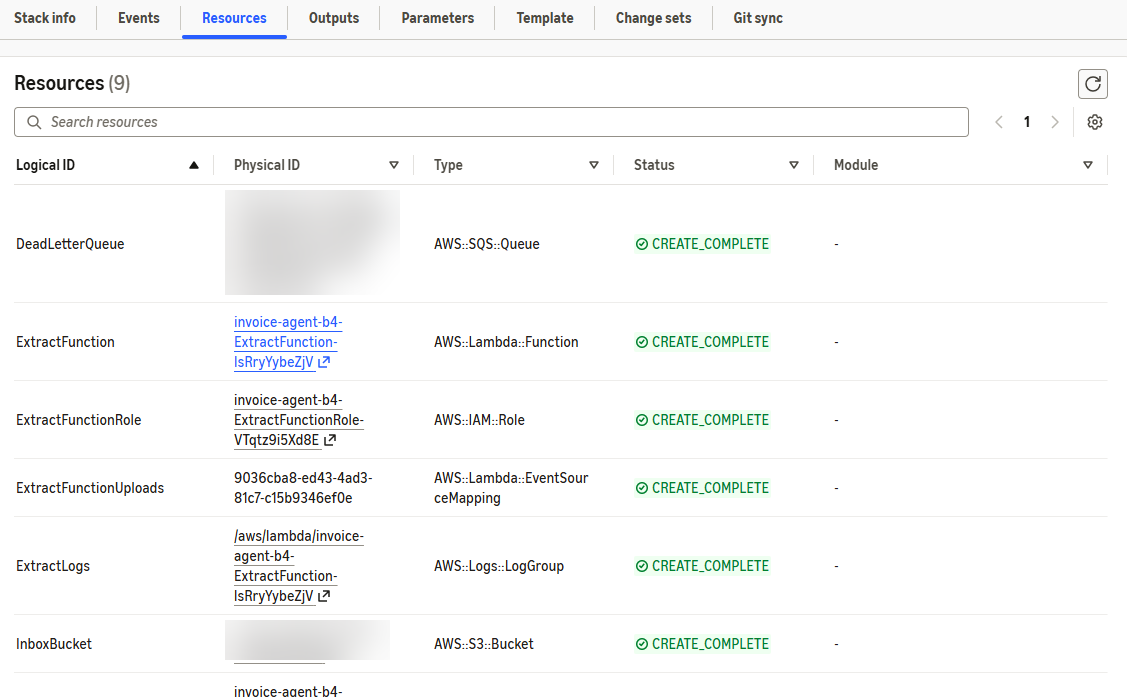 Stack info Events Resources Outputs Parameters Template Change sets Git sync
Resources (9)
Search resources
1
Logical ID Physical ID Type Status Module
DeadLetterQueue AWS::SQS::Queue CREATE_COMPLETE -
invoice-agent-b4-
ExtractFunction ExtractFunction- AWS::Lambda::Function CREATE_COMPLETE -
IsRryYybeZjV
invoice-agent-b4-
ExtractFunctionRole ExtractFunctionRole- AWS::IAM::Role CREATE_COMPLETE -
VTqtz9i5Xd8E
9036cba8-ed43-4ad3- AWS::Lambda::EventSour
ExtractFunctionUploads CREATE_COMPLETE -
81c7-c15b9346ef0e ceMapping
/aws/lambda/invoice-
agent-b4-
ExtractLogs AWS::Logs::LogGroup CREATE_COMPLETE -
ExtractFunction-
IsRryYybeZjV
InboxBucket AWS::S3::Bucket CREATE_COMPLETE -
invoice-agent-b4-